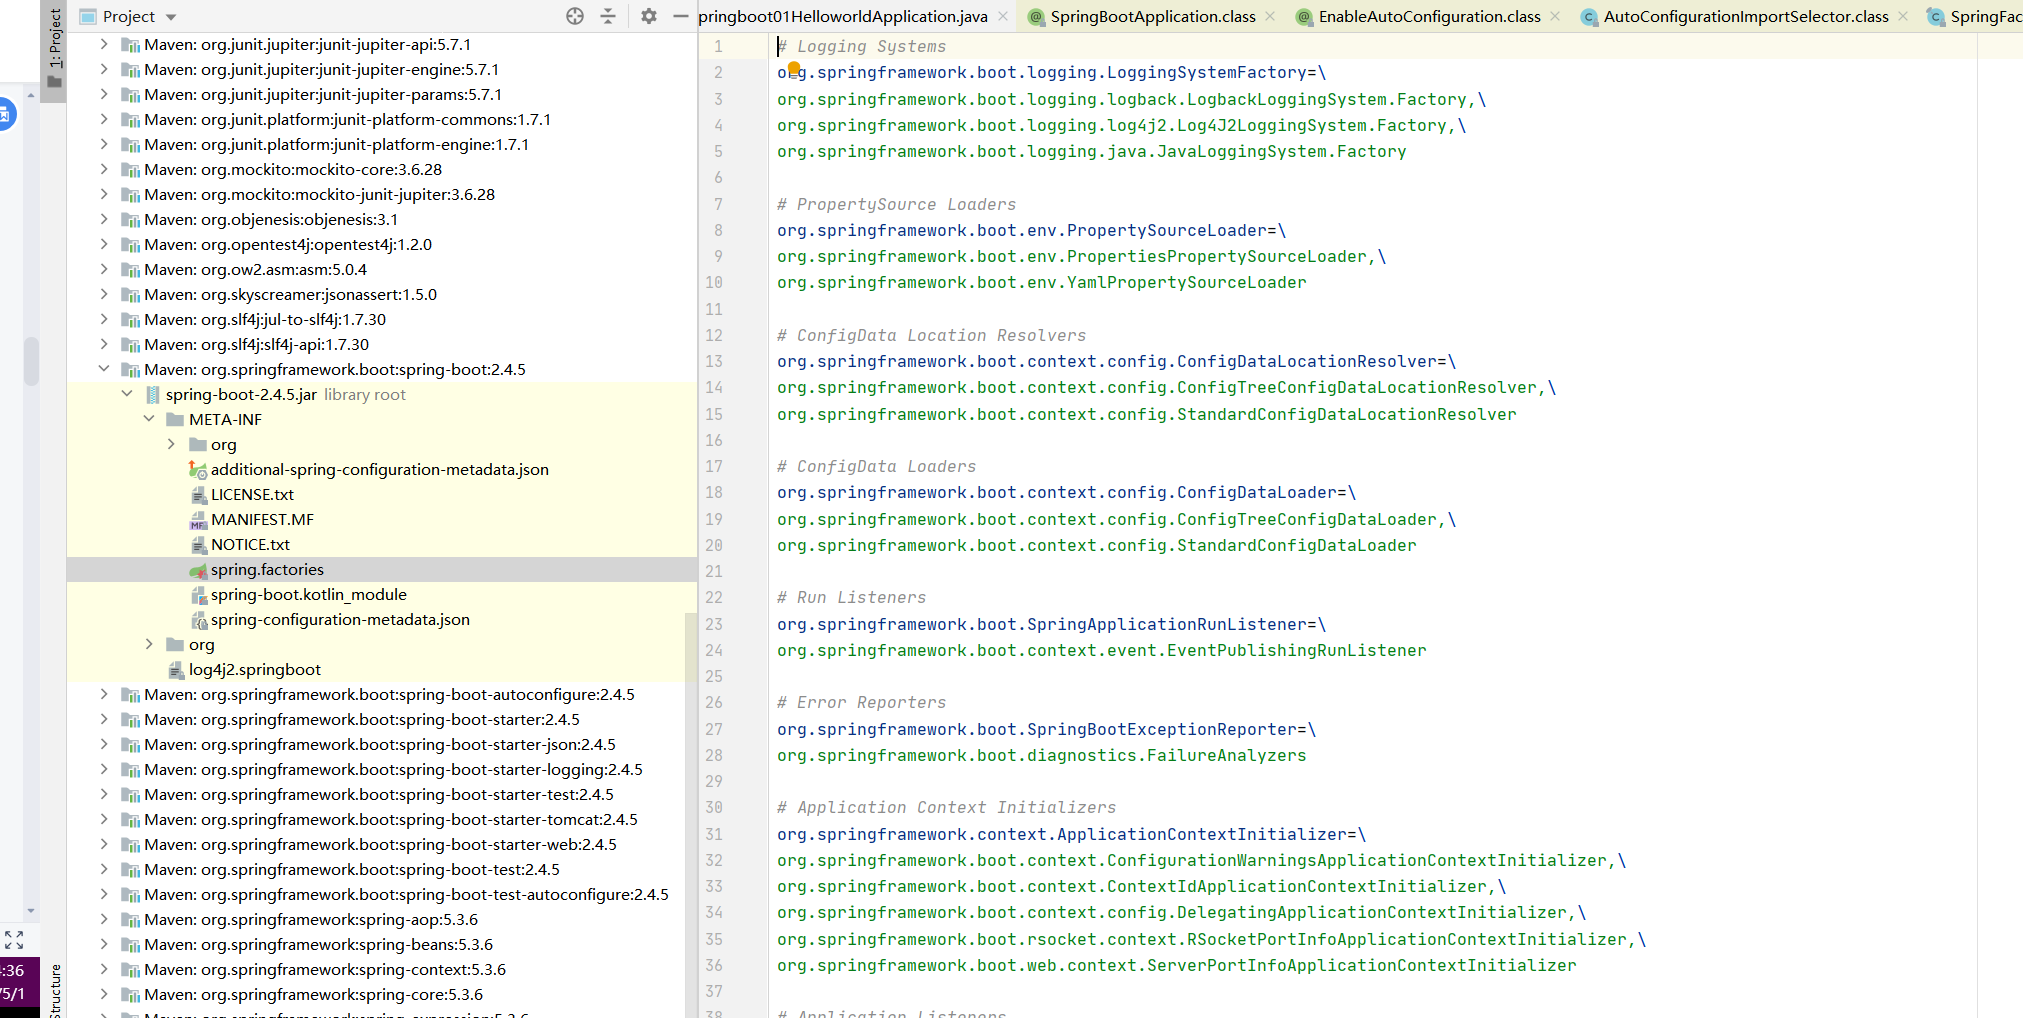 1: Project
Structure
:36
/5/1
Project
Maven: org.junit.jupiter:junit-jupiter-api:5.7.1
Maven: org.junit.jupiter:junit-jupiter-engine:5.7.1
Maven: org.junit.jupiter:junit-jupiter-params:5.7.1
Maven: org.junit.platform:junit-platform-commons:1.7.1
Maven: org.junit.platform:junit-platform-engine:1.7.1
Maven: org.mockito:mockito-core:3.6.28
Maven: org.mockito:mockito-junit-jupiter:3.6.28
Maven: org.objenesis:objenesis:3.1
Maven: org.opentest4j:opentest4j:1.2.0
Maven: org.ow2.asm:asm:5.0.4
Maven: org.skyscreamer:jsonassert:1.5.0
Maven: org.slf4j:jul-to-slf4j:1.7.30
Maven: org.slf4j:slf4j-api:1.7.30
Maven: org.springframework.boot:spring-boot:2.4.5
spring-boot-2.4.5.jar library root
META-INF
org
additional-spring-configuration-metadata.json
LICENSE.txt
MANIFEST.MF
NOTICE.txt
spring.factories
spring-boot.kotlin_module
spring-configuration-metadata.json
org
log4j2.springboot
Maven: org.springframework.boot:spring-boot-autoconfigure:2.4.5
Maven: org.springframework.boot:spring-boot-starter:2.4.5
Maven: org.springframework.boot:spring-boot-starter-json:2.4.5
Maven: org.springframework.boot:spring-boot-starter-logging:2.4.5
Maven: org.springframework.boot:spring-boot-starter-test:2.4.5
Maven: org.springframework.boot:spring-boot-starter-tomcat:2.4.5
Maven: org.springframework.boot:spring-boot-starter-web:2.4.5
Maven: org.springframework.boot:spring-boot-test:2.4.5
Maven: org.springframework.boot:spring-boot-test-autoconfigure:2.4.5
Maven: org.springframework:spring-aop:5.3.6
Maven: org.springframework:spring-beans:5.3.6
Maven: org.springframework:spring-context:5.3.6
Maven: org.springframework:spring-core:5.3.6
Maven: org.springframework:spring-expression:5.3.6
pringboot01HelloworldApplication.java SpringBootApplication.class EnableAutoConfiguration.class AutoConfigurationImportSelector.class SpringFac
1 # Logging Systems
2 org.springframework.boot.logging.LoggingSystemFactory=\
3 org.springframework.boot.logging.logback.LogbackLoggingSystem.Factory,\
4 org.springframework.boot.logging.log4j2.Log4J2LoggingSystem.Factory,\
5 org.springframework.boot.logging.java.JavaLoggingSystem.Factory
6
7 # PropertySource Loaders
8 org.springframework.boot.env.PropertySourceLoader=\
9 org.springframework.boot.env.PropertiesPropertySourceLoader,\
10 org.springframework.boot.env.YamlPropertySourceLoader
11
12 # ConfigData Location Resolvers
13 org.springframework.boot.context.config.ConfigDataLocationResolver=\
14 org.springframework.boot.context.config.ConfigTreeConfigDataLocationResolver,\
15 org.springframework.boot.context.config.StandardConfigDataLocationResolver
16
17 # ConfigData Loaders
18 org.springframework.boot.context.config.ConfigDataLoader=\
19 org.springframework.boot.context.config.ConfigTreeConfigDataLoader,\
20 org.springframework.boot.context.config.StandardConfigDataLoader
21
22 # Run Listeners
23 org.springframework.boot.SpringApplicationRunListener=\
24 org.springframework.boot.context.event.EventPublishingRunListener
25
26 # Error Reporters
27 org.springframework.boot.SpringBootExceptionReporter=\
28 org.springframework.boot.diagnostics.FailureAnalyzers
29
30 # Application Context Initializers
31 org.springframework.context.ApplicationContextInitializer=\
32 org.springframework.boot.context.ConfigurationWarningsApplicationContextInitializer,\
33 org.springframework.boot.context.ContextIdApplicationContextInitializer,\
34 org.springframework.boot.context.config.DelegatingApplicationContextInitializer,\
35 org.springframework.boot.rsocket.context.RSocketPortInfoApplicationContextInitializer,\
36 org.springframework.boot.web.context.ServerPortInfoApplicationContextInitializer
37
38 # Application Listeners